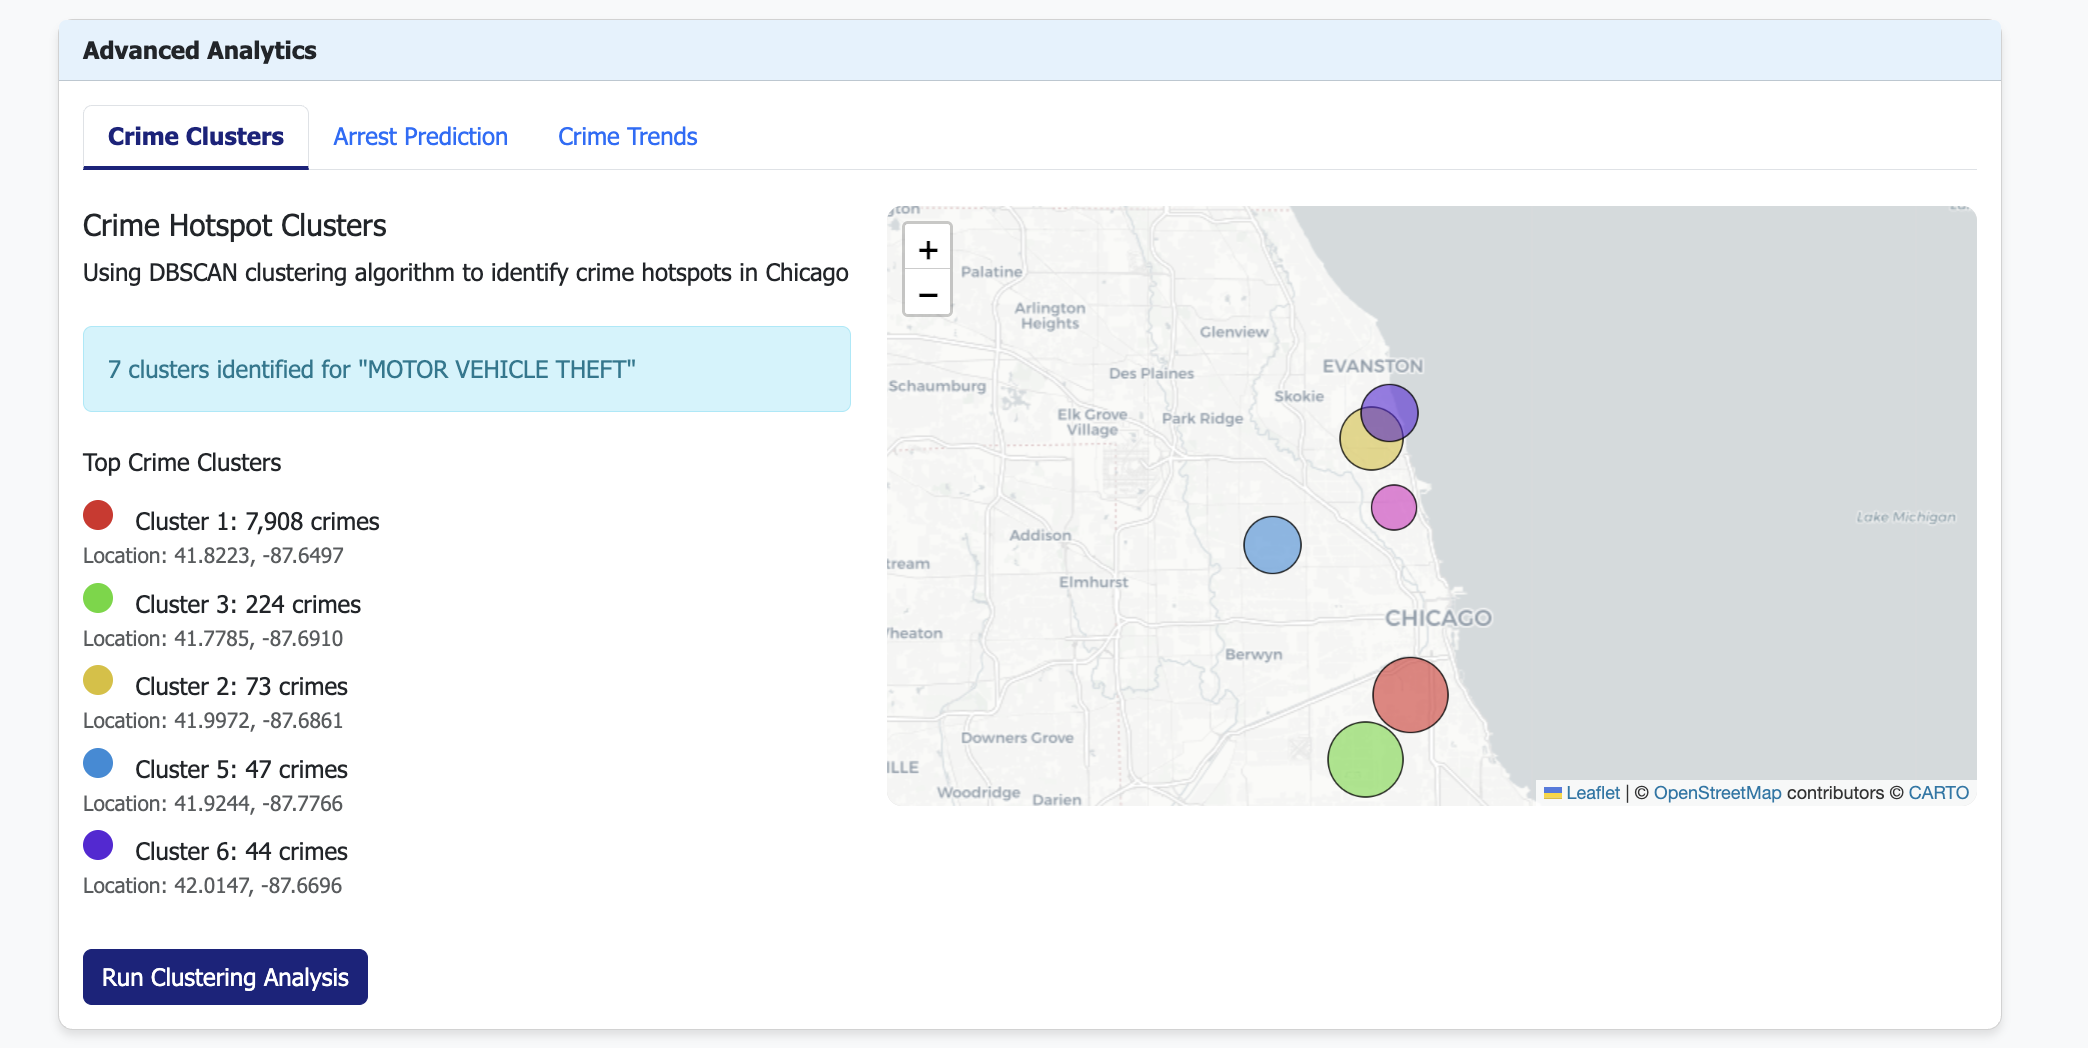 Advanced Analytics
Crime Clusters
Arrest Prediction
Crime Trends
Crime Hotspot Clusters
Using DBSCAN clustering algorithm to identify crime hotspots in Chicago
7 clusters identified for "MOTOR VEHICLE THEFT"
Top Crime Clusters
Cluster 1: 7,908 crimes
Location: 41.8223, -87.6497
Cluster 3: 224 crimes
Location: 41.7785, -87.6910
Cluster 2: 73 crimes
Location: 41.9972, -87.6861
Cluster 5: 47 crimes
Location: 41.9244, -87.7766
Cluster 6: 44 crimes
Location: 42.0147, -87.6696
Run Clustering Analysis
+
−
Palatine
Arlington
Heights
Glenview
EVANSTON
Des Plaines
Schaumburg
Skokie
Elk Grove
Village
Park Ridge
Lake Michigan
Addison
Elmhurst
CHICAGO
Berwyn
Downers Grove
Woodridge
Darien
Leaflet | © OpenStreetMap contributors © CARTO